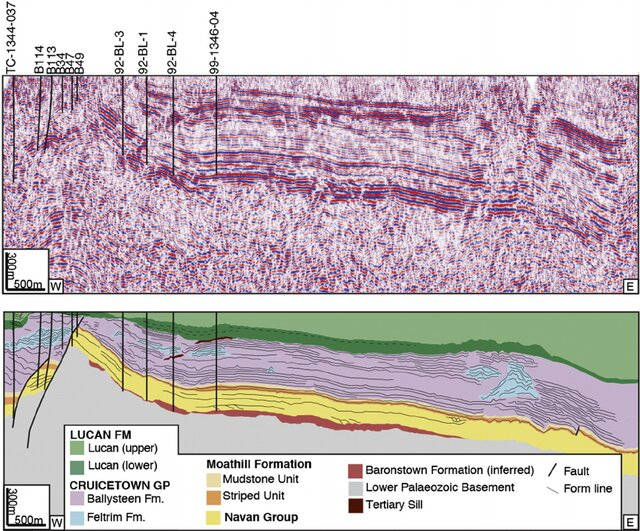 TC-1344-037
B114
B113
B34
B47
B49
92-BL-3
92-BL-1
92-BL-4
99-1346-04
300m
500m
W
E
LUCAN FM
Lucan (upper)
Lucan (lower)
CRUICETOWN GP
Ballysteen Fm.
Feltrim Fm.
Moathill Formation
Mudstone Unit
Striped Unit
Navan Group
Baronstown Formation (inferred)
Lower Palaeozoic Basement
Tertiary Sill
Fault
Form line
300m
500m
W
E